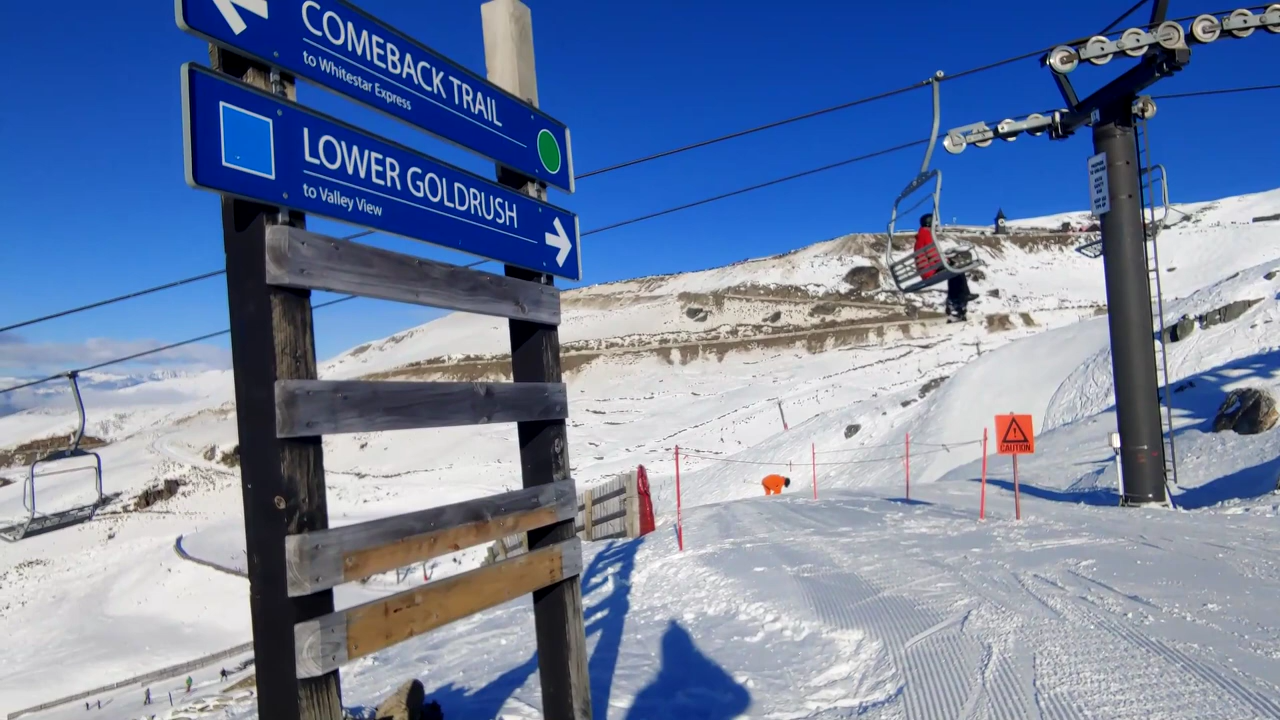 COMEBACK TRAIL
to Whitestar Express
LOWER GOLDRUSH
to Valley View
CAUTION